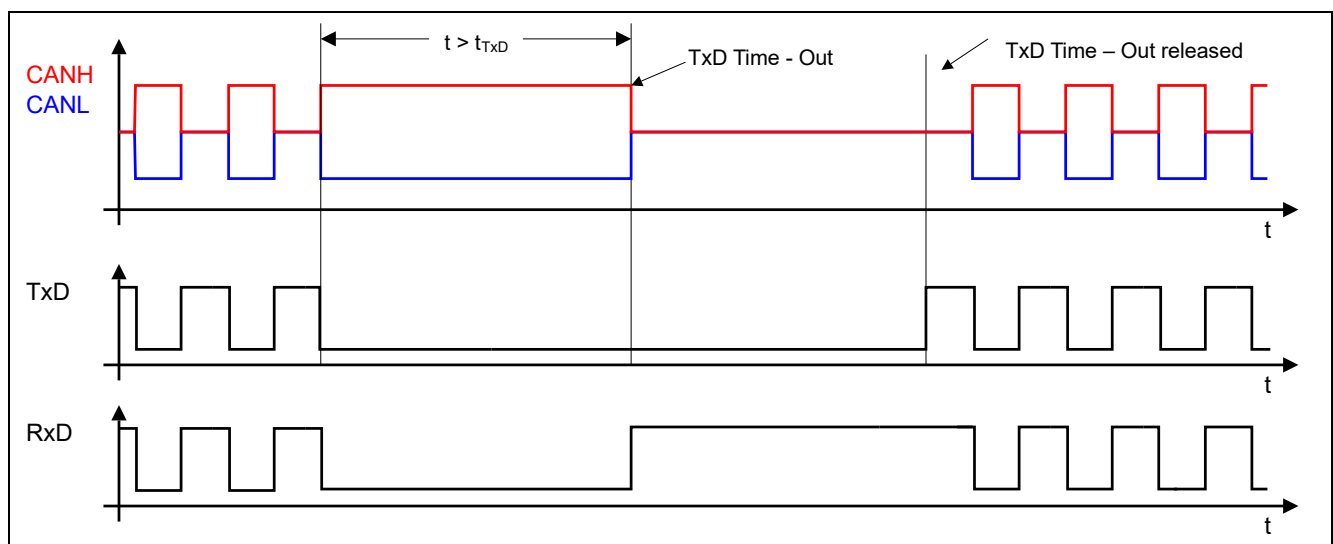 t > tTxD
TxD Time - Out
TxD Time – Out released
CANH
CANL
t
TxD
t
RxD
t